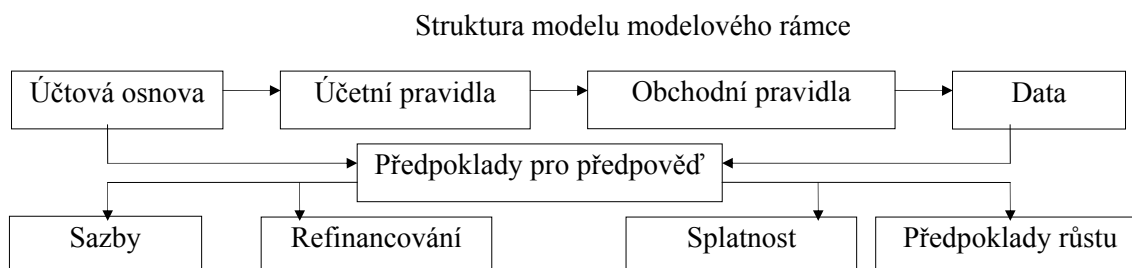 Struktura modelu modelového rámce
Účtová osnova
Účetní pravidla
Obchodní pravidla
Data
Předpoklady pro předpověď
Sazby
Refinancování
Splatnost
Předpoklady růstu